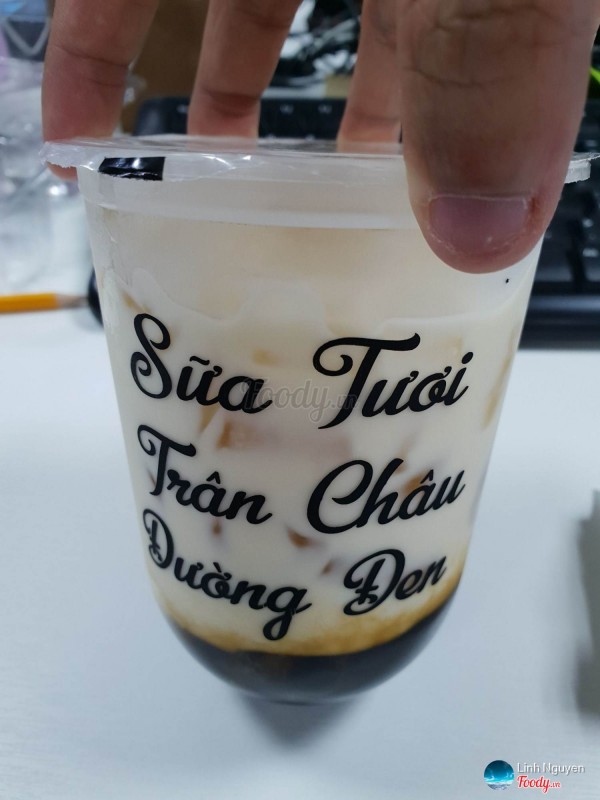 Sữa Tươi
foody.vn
Trân Châu
Đường Đen
Linh Nguyen
Foody.vn